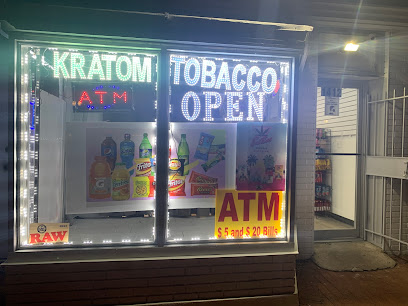 KRATOM TOBACCO
ATM OPEN
RAW
ATM
$ 5 and $ 20 Bills